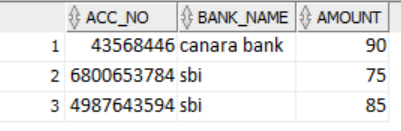 ACC_NO BANK_NAME AMOUNT
1 43568446 canara bank 90
2 6800653784 sbi 75
3 4987643594 sbi 85